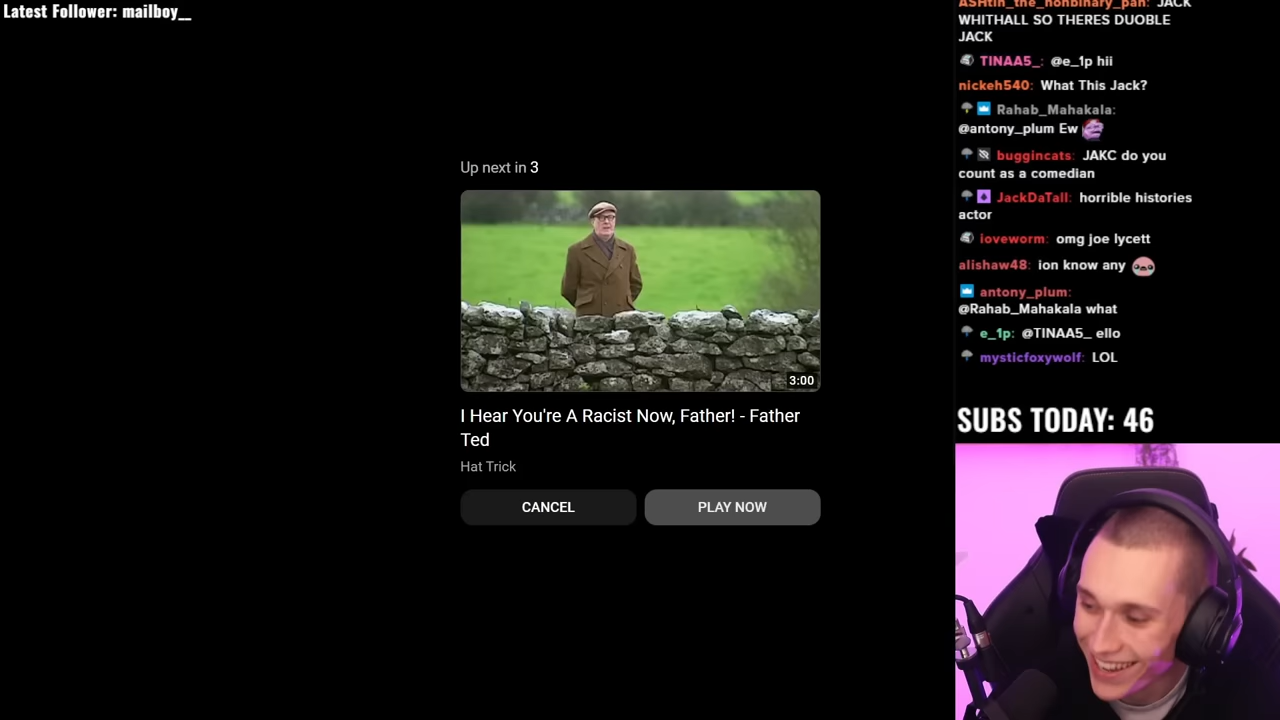 Latest Follower: mailboy__
Up next in 3
3:00
I Hear You're A Racist Now, Father! - Father
Ted
Hat Trick
CANCEL
PLAY NOW
ASHtin_the_nonbinary_pan: JACK
WHITHALL SO THERES DUOBLE
JACK
TINAA5_: @e_1p hii
nickeh540: What This Jack?
Rahab_Mahakala:
@antony_plum Ew
buggincats: JAKC do you
count as a comedian
JackDaTall: horrible histories
actor
ioveworm: omg joe lycett
alishaw48: ion know any
antony_plum:
@Rahab_Mahakala what
e_1p: @TINAA5_ ello
mysticfoxywolf: LOL
SUBS TODAY: 46